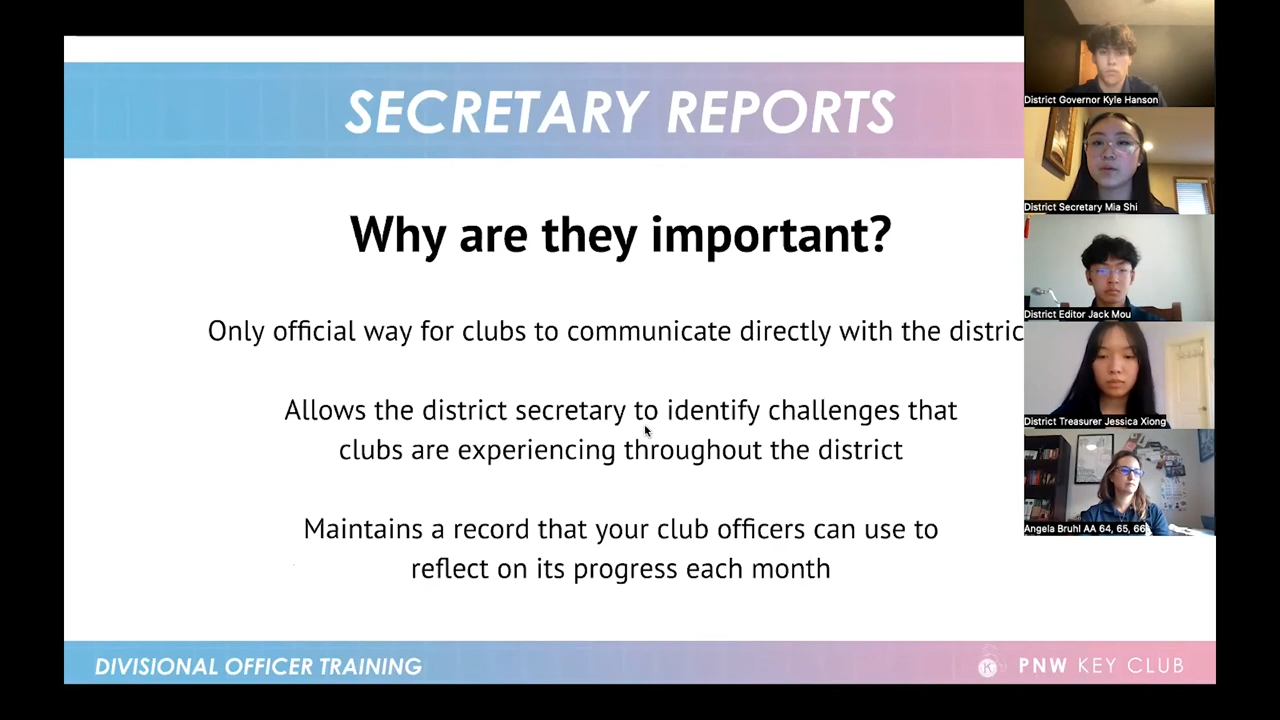 SECRETARY REPORTS
Why are they important?
Only official way for clubs to communicate directly with the distric
Allows the district secretary to identify challenges that
clubs are experiencing throughout the district
Maintains a record that your club officers can use to
reflect on its progress each month
DIVISIONAL OFFICER TRAINING
K
PNW KEY CLUB
District Governor Kyle Hanson
District Secretary Mia Shi
District Editor Jack Mou
District Treasurer Jessica Xiong
Angela Bruhl AA 64, 65, 66